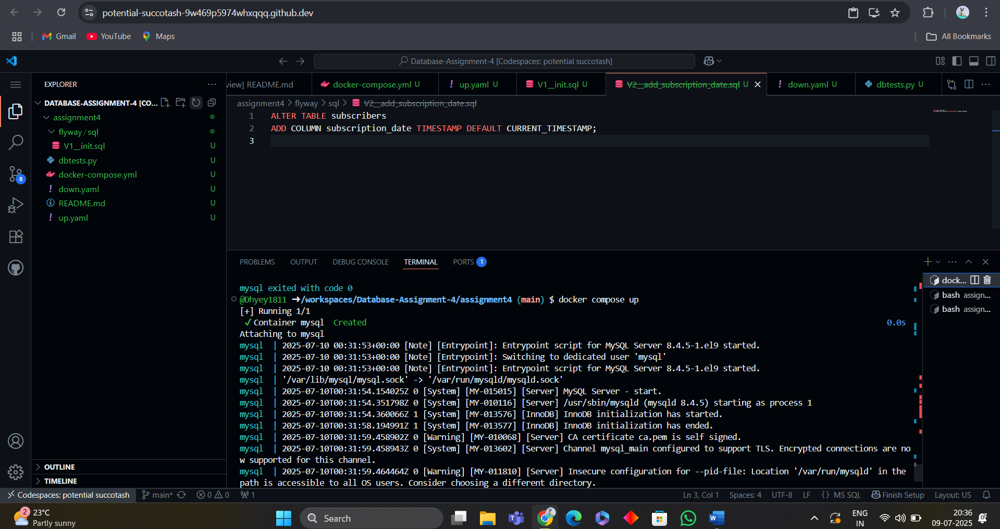 potential-succotash-9w469p5974whxqqq.github.dev
Gmail
YouTube
Maps
All Bookmarks
Database-Assignment-4 [Codespaces: potential succotash]
EXPLORER
view] README.md
docker-compose.yml U
! up.yaml U
V1__init.sql U
V2__add_subscription_date.sql U
! down.yaml U
dbtests.py U
DATABASE-ASSIGNMENT-4 [CO...
assignment4
flyway/sql
V1__init.sql U
dbtests.py U
docker-compose.yml U
! down.yaml U
README.md U
! up.yaml U
8
OUTLINE
TIMELINE
assignment4 > flyway > sql > V2__add_subscription_date.sql
1 ALTER TABLE subscribers
2 ADD COLUMN subscription_date TIMESTAMP DEFAULT CURRENT_TIMESTAMP;
3
PROBLEMS OUTPUT DEBUG CONSOLE TERMINAL PORTS 1
mysql exited with code 0
@Dhyey1811 ➜/workspaces/Database-Assignment-4/assignment4 (main) $ docker compose up
[+] Running 1/1
✓Container mysql Created 0.0s
Attaching to mysql
mysql | 2025-07-10 00:31:53+00:00 [Note] [Entrypoint]: Entrypoint script for MySQL Server 8.4.5-1.el9 started.
mysql | 2025-07-10 00:31:53+00:00 [Note] [Entrypoint]: Switching to dedicated user 'mysql'
mysql | 2025-07-10 00:31:53+00:00 [Note] [Entrypoint]: Entrypoint script for MySQL Server 8.4.5-1.el9 started.
mysql | '/var/lib/mysql/mysql.sock' -> '/var/run/mysqld/mysqld.sock'
mysql | 2025-07-10T00:31:54.154025Z 0 [System] [MY-015015] [Server] MySQL Server - start.
mysql | 2025-07-10T00:31:54.351798Z 0 [System] [MY-010116] [Server] /usr/sbin/mysqld (mysqld 8.4.5) starting as process 1
mysql | 2025-07-10T00:31:54.360066Z 1 [System] [MY-013576] [InnoDB] InnoDB initialization has started.
mysql | 2025-07-10T00:31:58.194991Z 1 [System] [MY-013577] [InnoDB] InnoDB initialization has ended.
mysql | 2025-07-10T00:31:59.458902Z 0 [Warning] [MY-010068] [Server] CA certificate ca.pem is self signed.
mysql | 2025-07-10T00:31:59.458943Z 0 [System] [MY-013602] [Server] Channel mysql_main configured to support TLS. Encrypted connections are no
w supported for this channel.
mysql | 2025-07-10T00:31:59.464464Z 0 [Warning] [MY-011810] [Server] Insecure configuration for --pid-file: Location '/var/run/mysqld' in the
path is accessible to all OS users. Consider choosing a different directory.
dock...
bash assign...
bash assign...
Codespaces: potential succotash
main*
0 0
1
Ln 3, Col 1
Spaces: 4
UTF-8
LF
{} MS SQL
Finish Setup
Layout: US
2
23°C
Partly sunny
Search
ENG
IN
20:36
09-07-2025